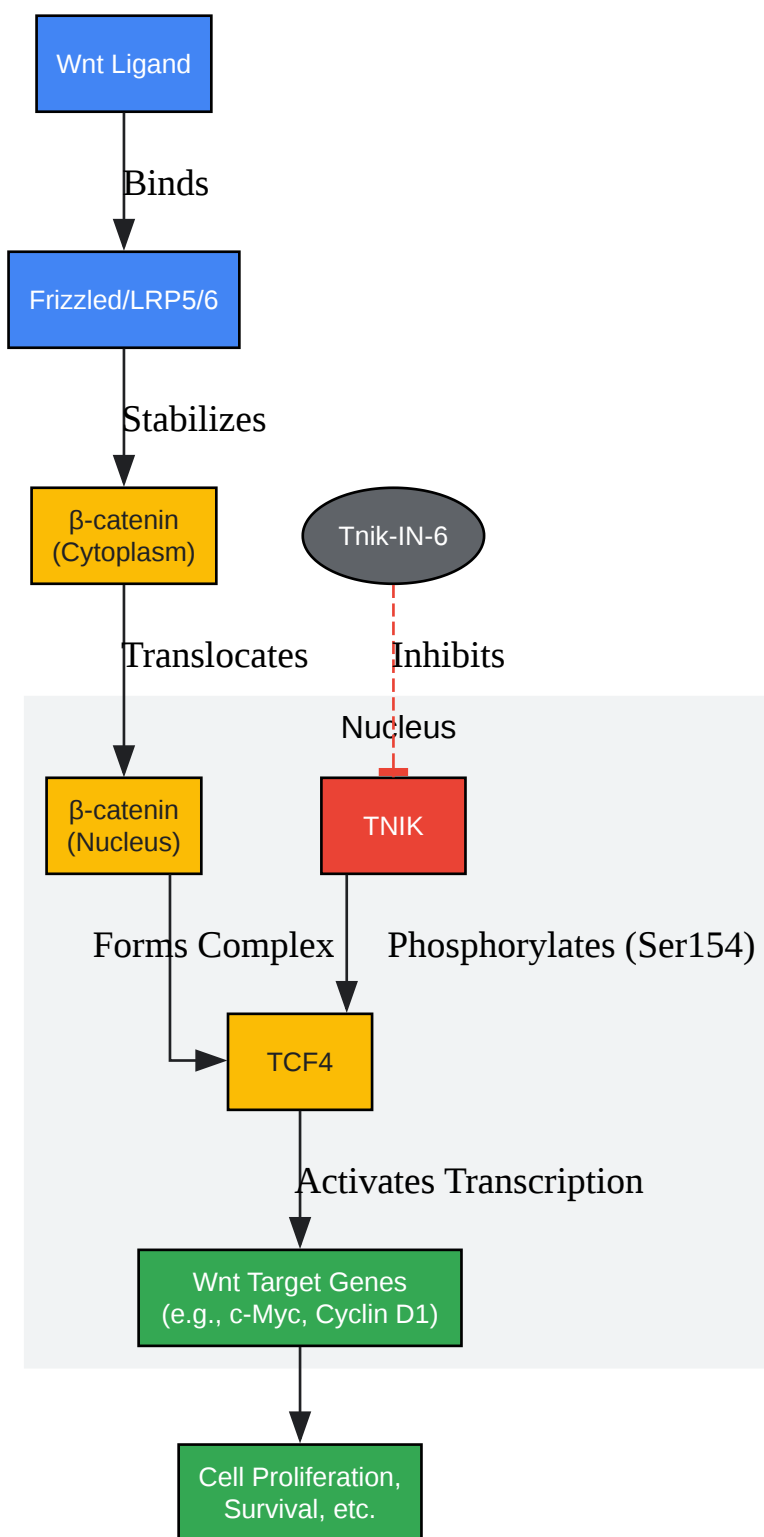 Wnt Ligand
Binds
Frizzled/LRP5/6
Stabilizes
β-catenin
(Cytoplasm)
Tnik-IN-6
Translocates
Inhibits
Nucleus
β-catenin
(Nucleus)
TNIK
Forms Complex
Phosphorylates (Ser154)
TCF4
Activates Transcription
Wnt Target Genes
(e.g., c-Myc, Cyclin D1)
Cell Proliferation,
Survival, etc.